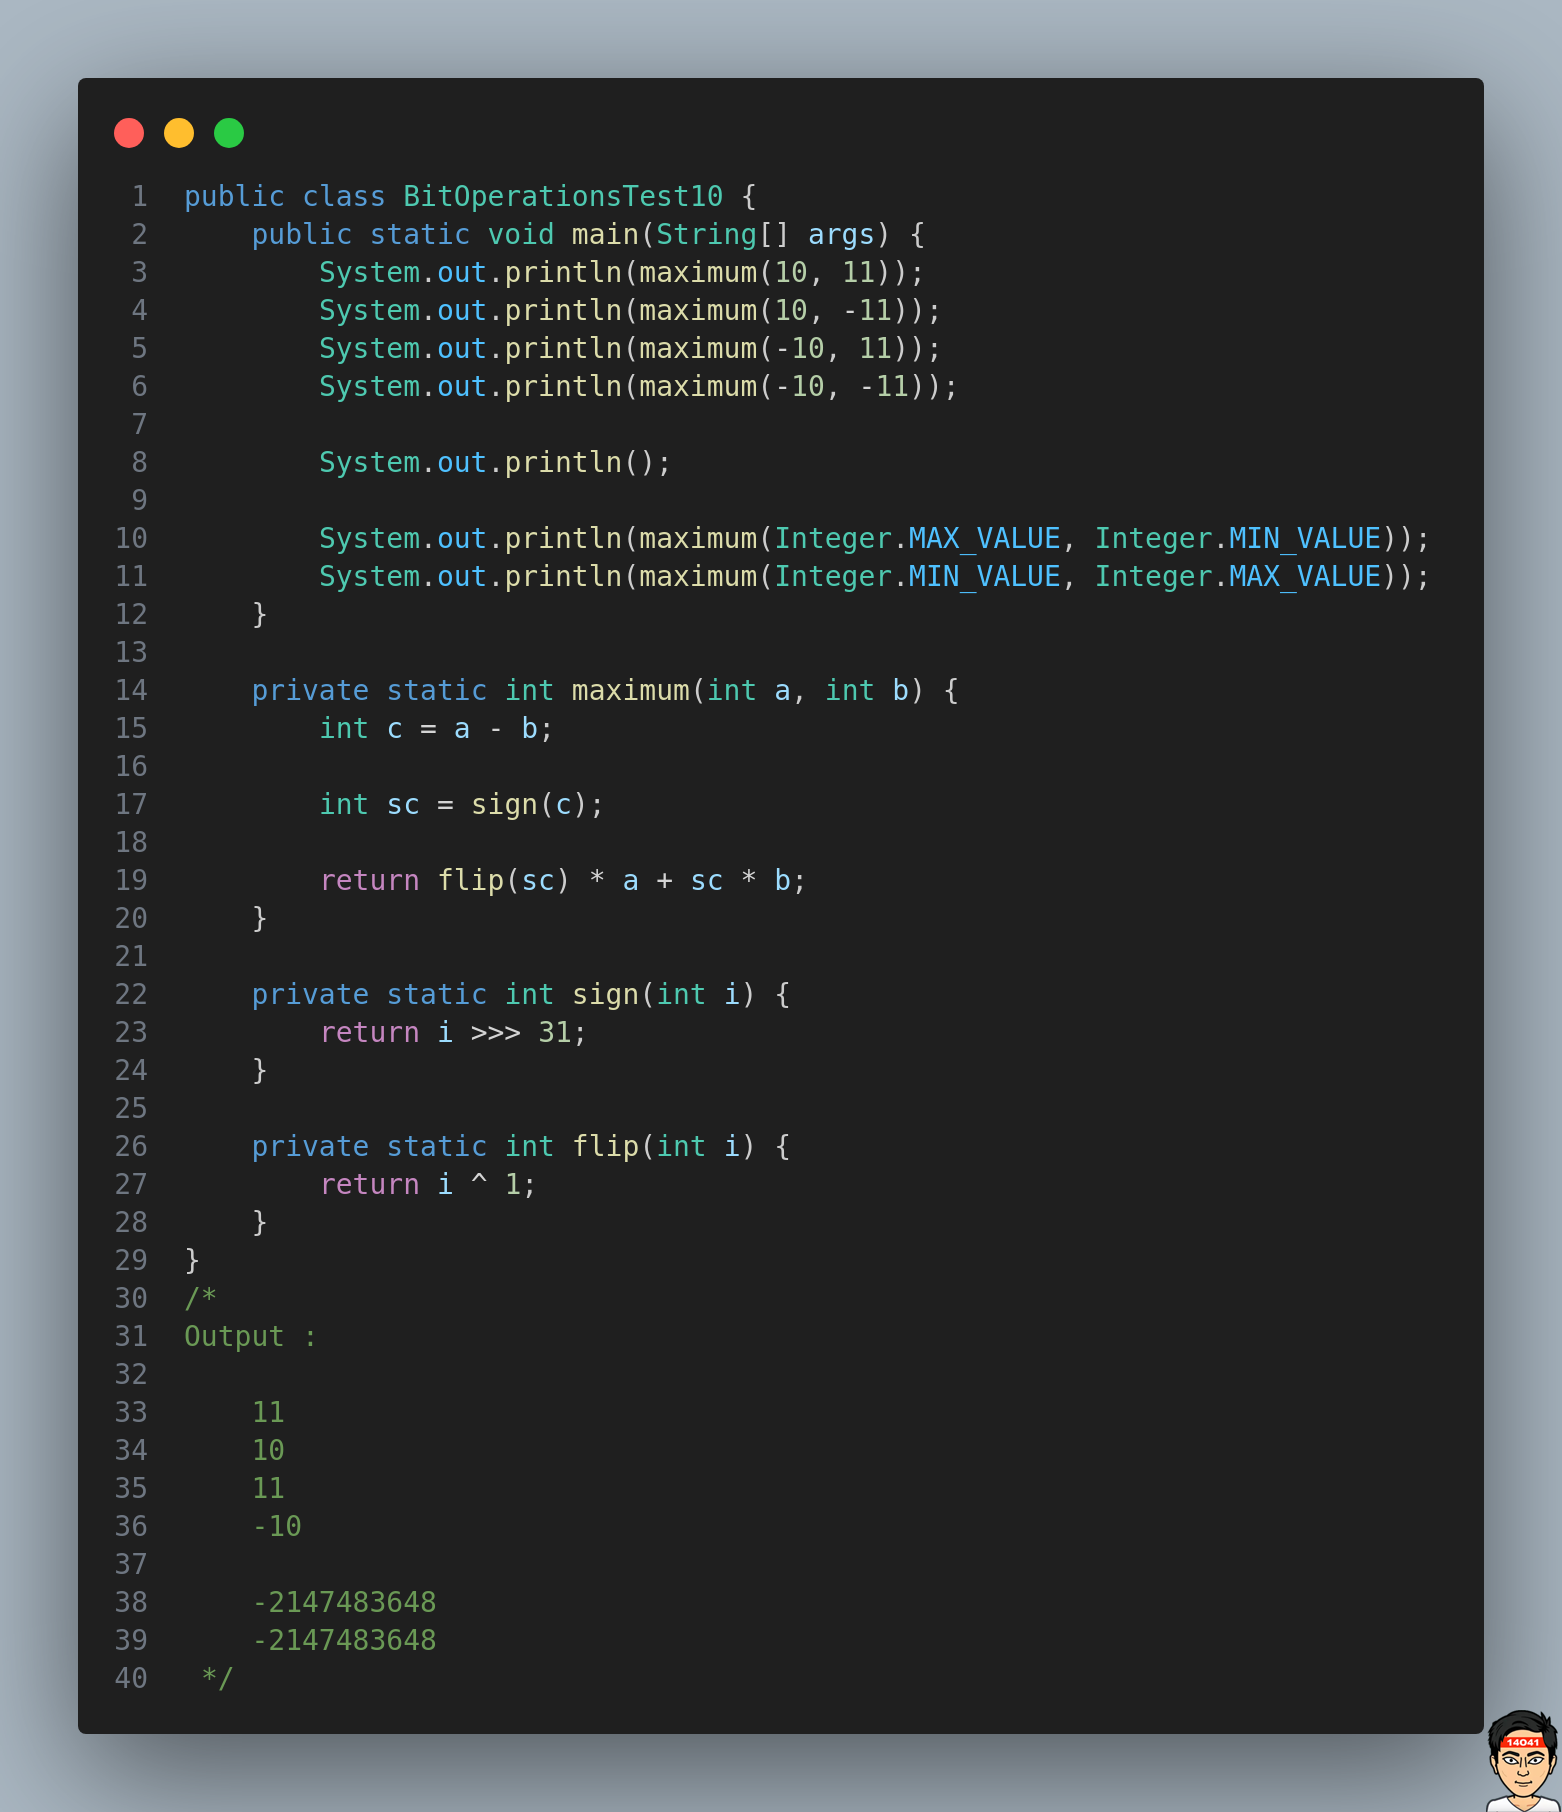 1 public class BitOperationsTest10 {
2     public static void main(String[] args) {
3         System.out.println(maximum(10, 11));
4         System.out.println(maximum(10, -11));
5         System.out.println(maximum(-10, 11));
6         System.out.println(maximum(-10, -11));
7
8         System.out.println();
9
10         System.out.println(maximum(Integer.MAX_VALUE, Integer.MIN_VALUE));
11         System.out.println(maximum(Integer.MIN_VALUE, Integer.MAX_VALUE));
12     }
13
14     private static int maximum(int a, int b) {
15         int c = a - b;
16
17         int sc = sign(c);
18
19         return flip(sc) * a + sc * b;
20     }
21
22     private static int sign(int i) {
23         return i >>> 31;
24     }
25
26     private static int flip(int i) {
27         return i ^ 1;
28     }
29 }
30 /*
31 Output :
32
33     11
34     10
35     11
36     -10
37
38     -2147483648
39     -2147483648
40  */
14041